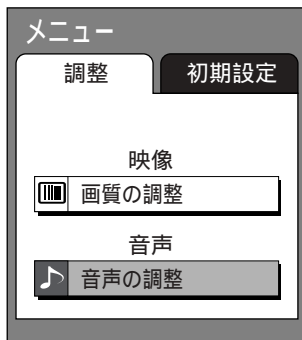 メニュー
調整 初期設定
映像
画質の調整
音声
音声の調整